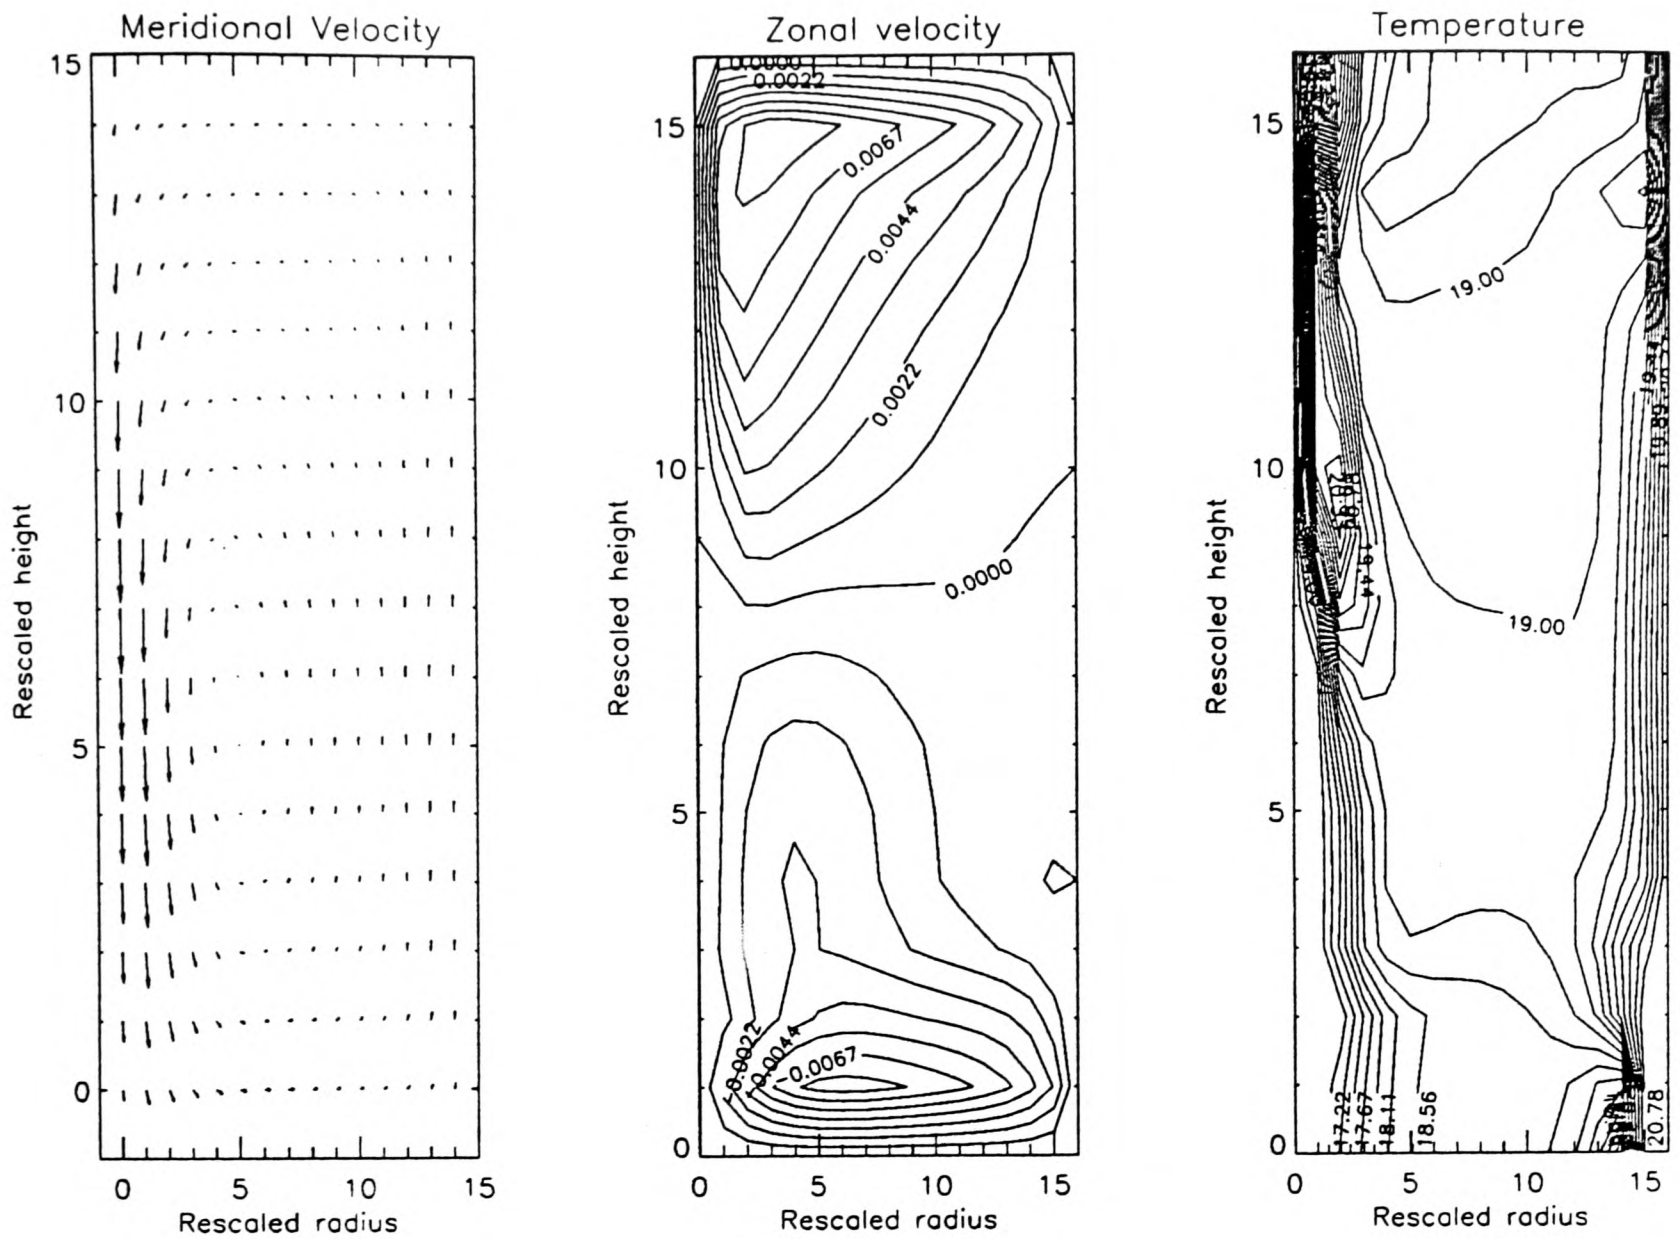 Meridional Velocity
15
10
5
0
Rescaled height
0 5 10 15
Rescaled radius
Zonal velocity
0.0000
0.0022
15
0.0067
0.0044
0.0022
10
0.0000
5
-0.0022
-0.0044
-0.0067
0
Rescaled height
0 5 10 15
Rescaled radius
Temperature
15
19.00
10
19.44
19.00
5
17.22
17.67
18.11
18.56
20.78
0
Rescaled height
0 5 10 15
Rescaled radius